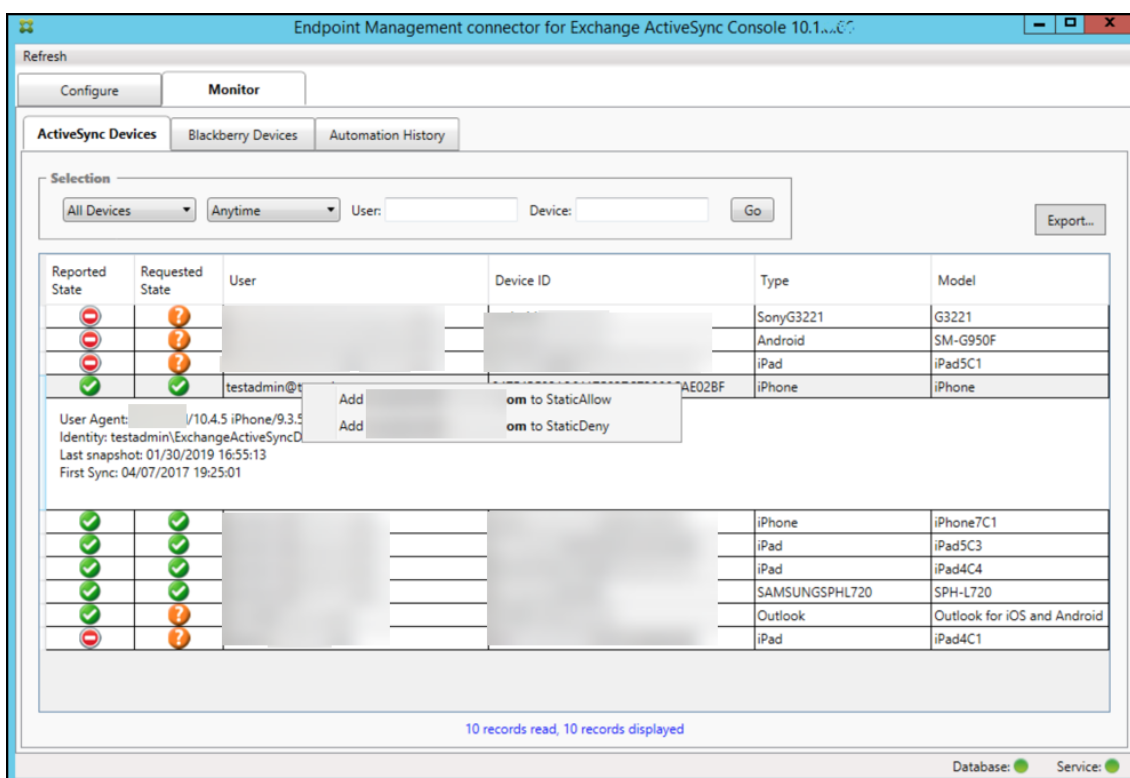 Endpoint Management connector for Exchange ActiveSync Console 10.1...
Refresh
Configure Monitor
ActiveSync Devices Blackberry Devices Automation History
Selection
All Devices Anytime User: Device: Go
Export...
Reported State Requested State User Device ID Type Model
SonyG3221 G3221
Android SM-G950F
iPad iPad5C1
testadmin@t AE02BF iPhone iPhone
Add om to StaticAllow
Add om to StaticDeny
User Agent: /10.4.5 iPhone/9.3.5
Identity: testadmin\ExchangeActiveSyncD
Last snapshot: 01/30/2019 16:55:13
First Sync: 04/07/2017 19:25:01
iPhone iPhone7C1
iPad iPad5C3
iPad iPad4C4
SAMSUNGSPHL720 SPH-L720
Outlook Outlook for iOS and Android
iPad iPad4C1
10 records read, 10 records displayed
Database: Service: